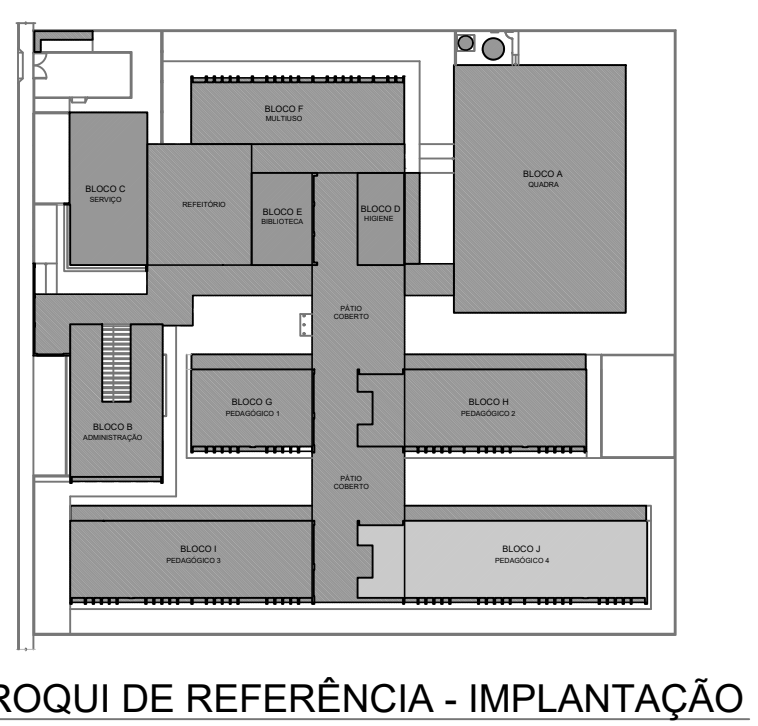 BLOCO F
MULTIUSO
BLOCO A
QUADRA
BLOCO C
SERVIÇO
REFEITÓRIO
BLOCO E
BIBLIOTECA
BLOCO D
HIGIENE
PÁTIO
COBERTO
BLOCO G
PEDAGÓGICO 1
BLOCO H
PEDAGÓGICO 2
BLOCO B
ADMINISTRAÇÃO
PÁTIO
COBERTO
BLOCO I
PEDAGÓGICO 3
BLOCO J
PEDAGÓGICO 4
ROQUI DE REFERÊNCIA - IMPLANTAÇÃO